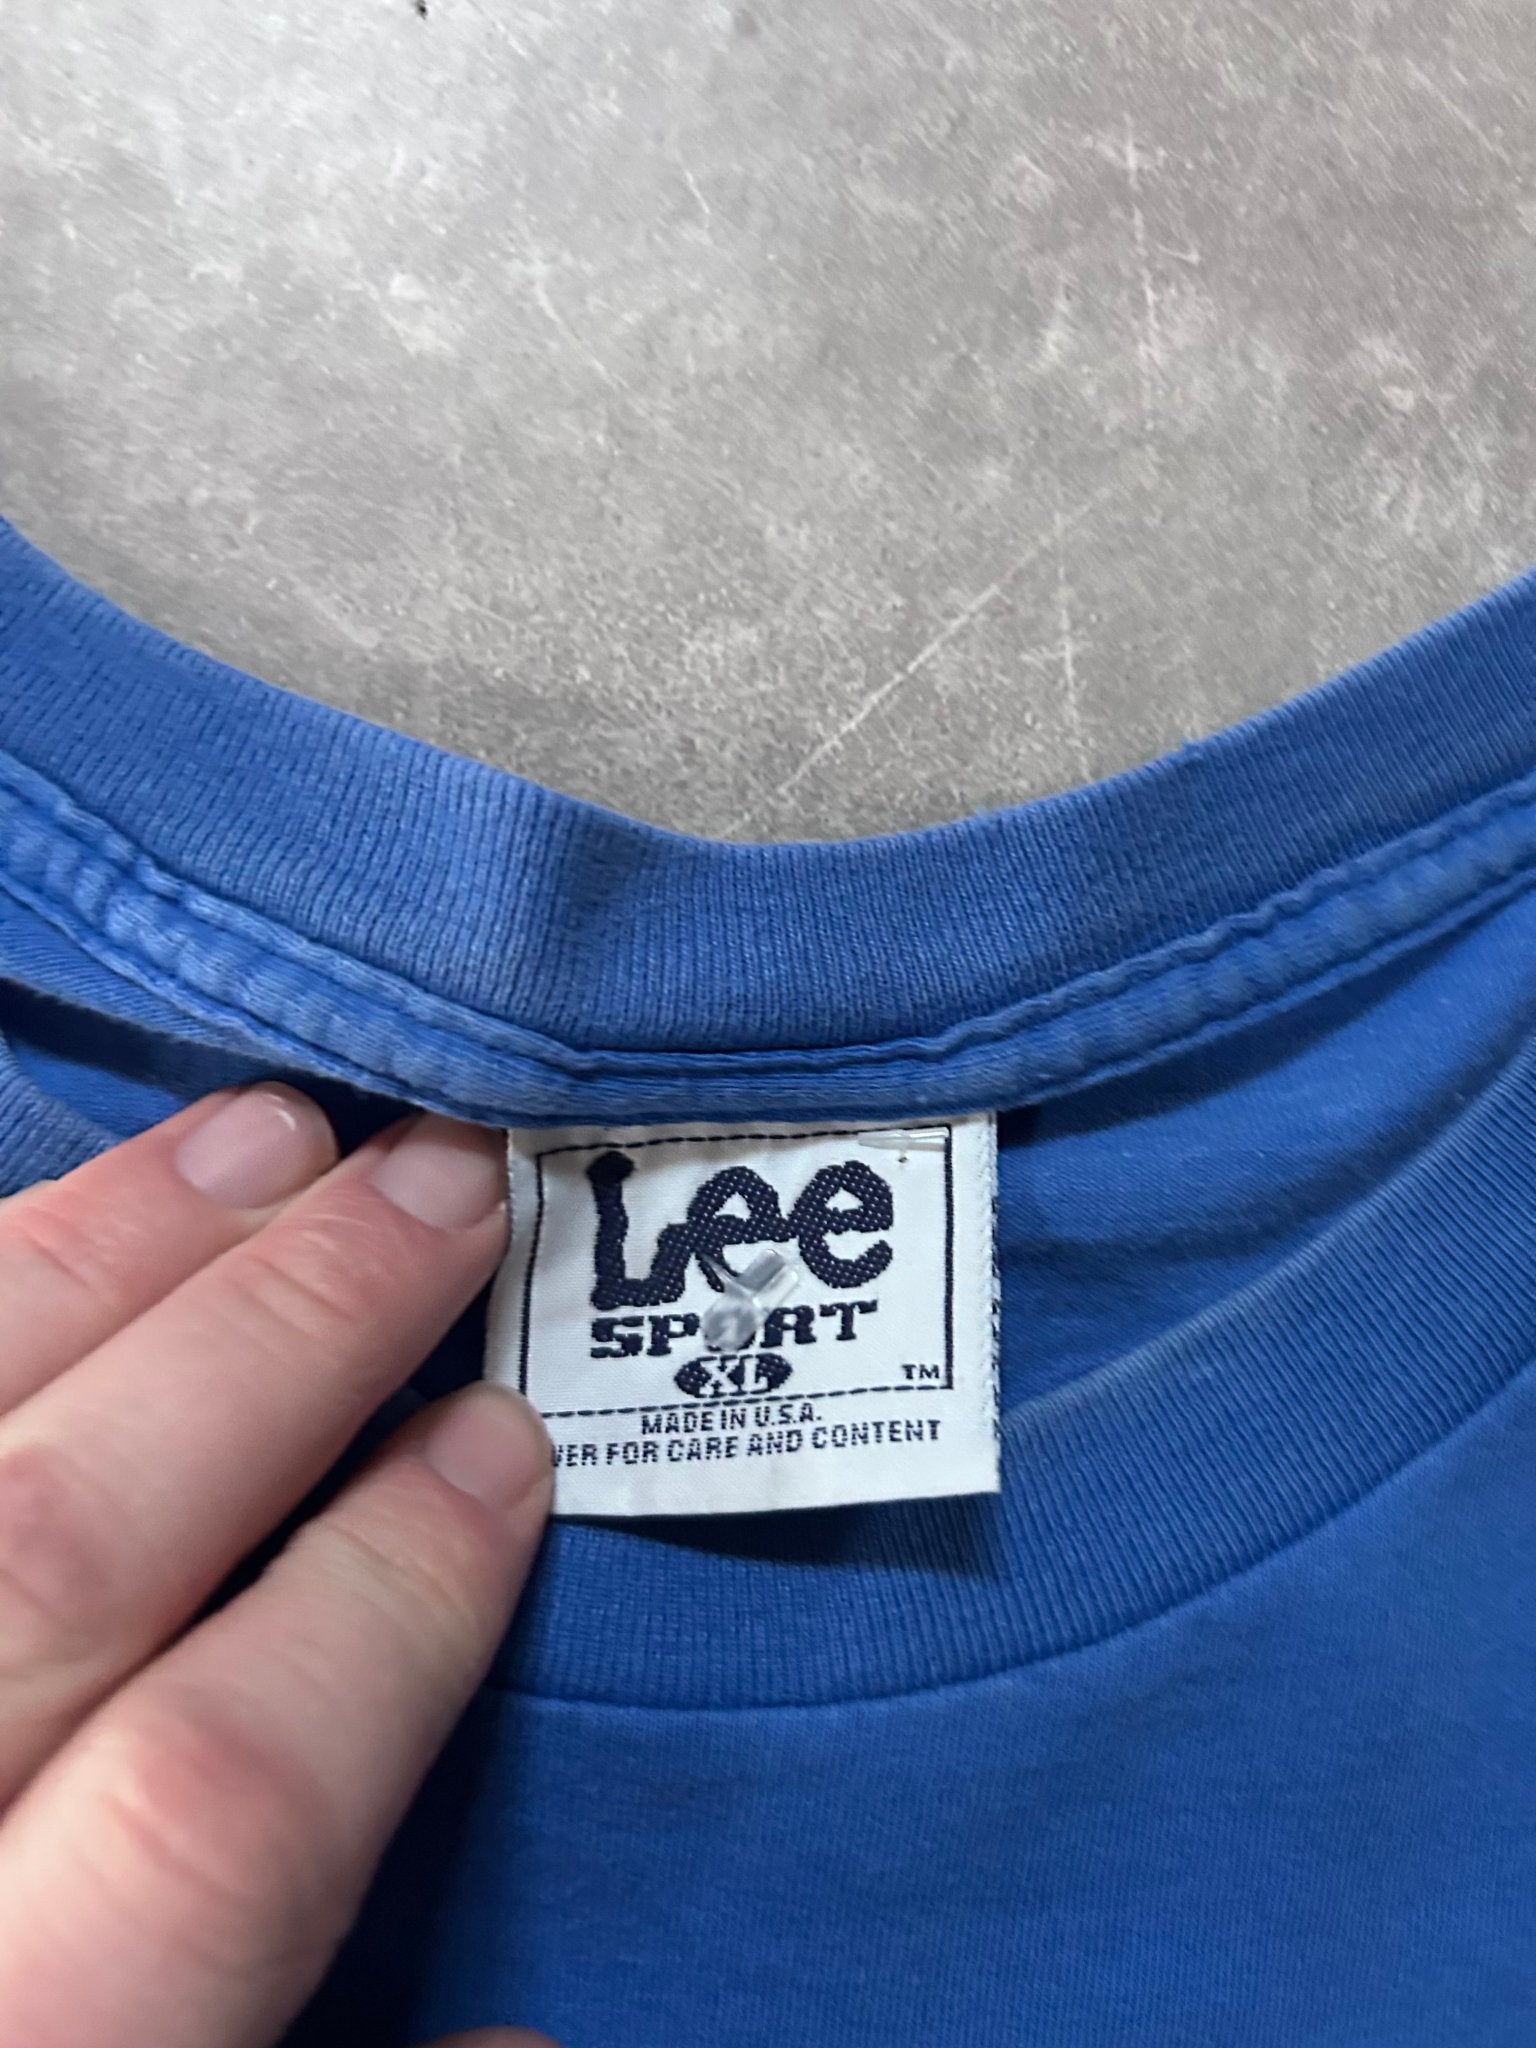 Lee
SPORT
XL
TM
MADE IN U.S.A.
VER FOR CARE AND CONTENT